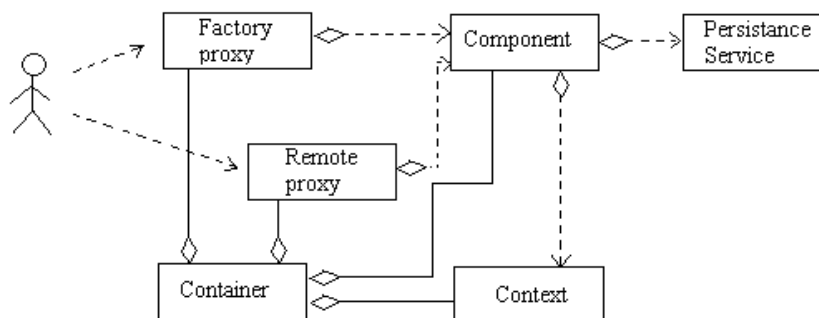 Factory
proxy
Component
Persistance
Service
Remote
proxy
Container
Context